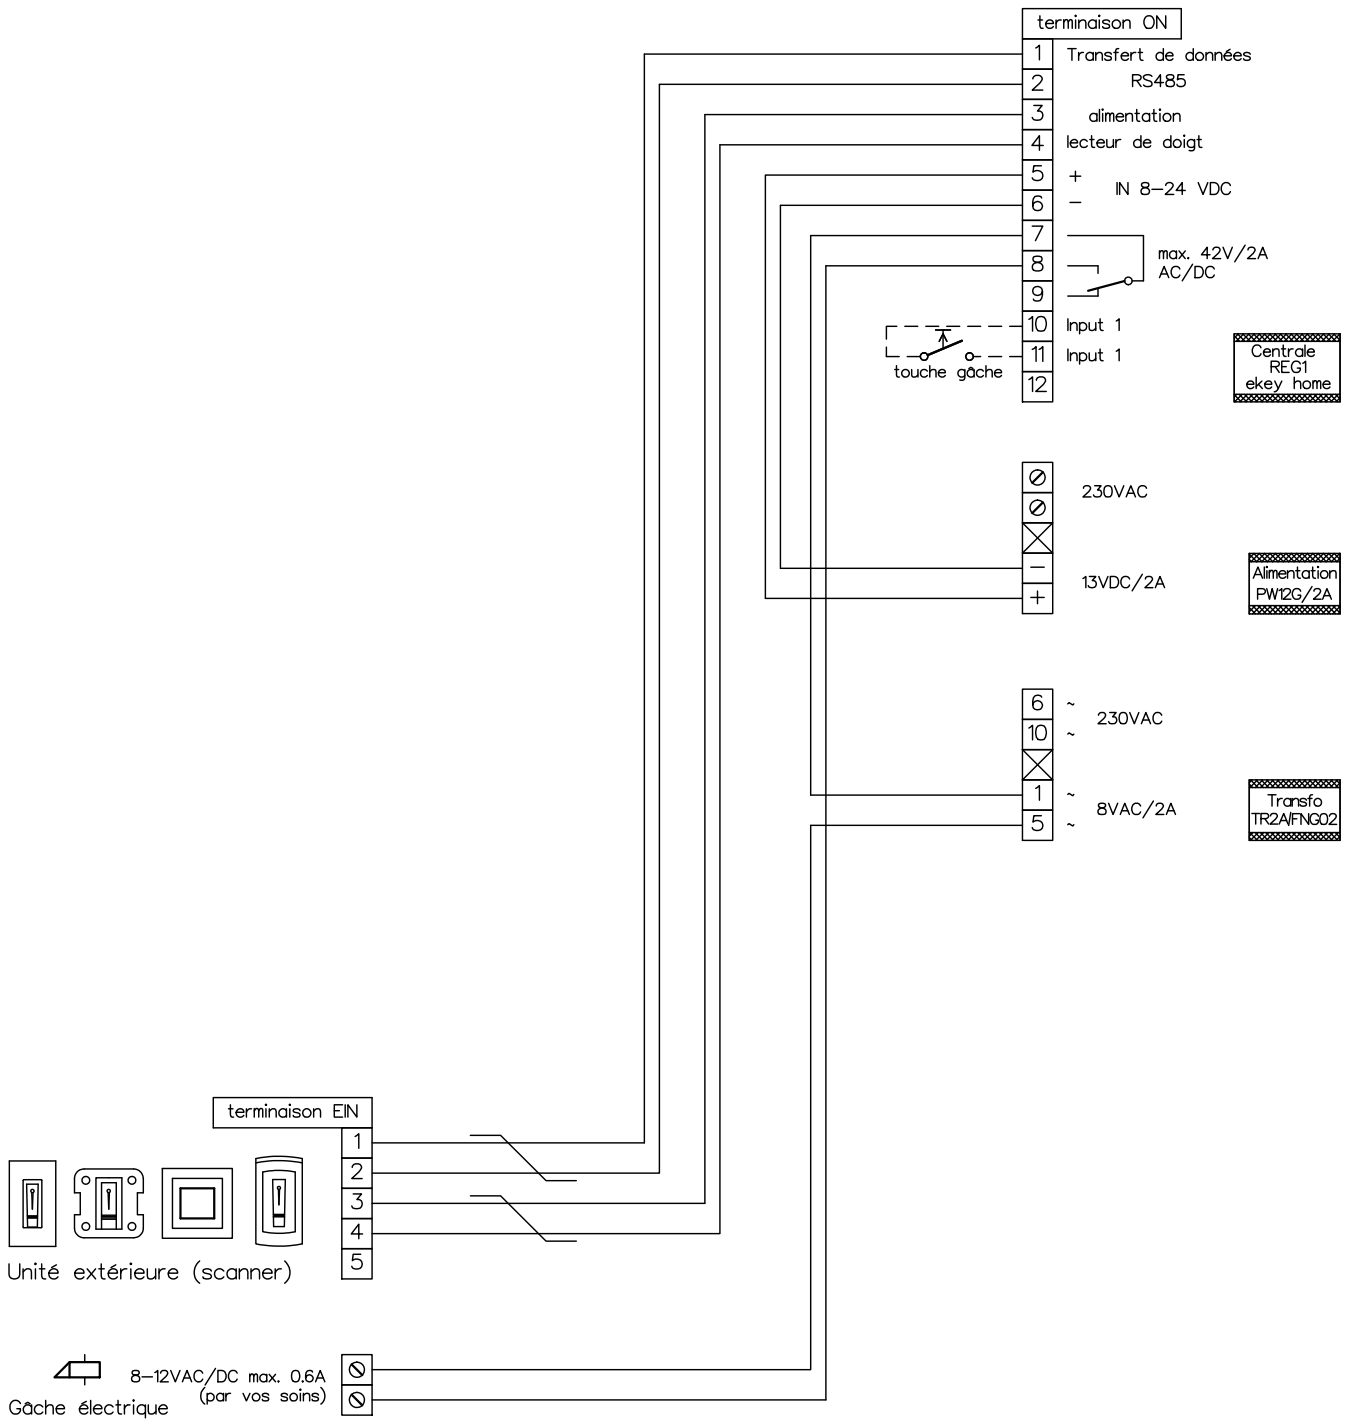 terminaison ON
1 Transfert de données
2 RS485
3 alimentation
4 lecteur de doigt
5 +
IN 8-24 VDC
6 −
7
max. 42V/2A
8 AC/DC
9
10 Input 1
11 Input 1
touche gâche
12
Centrale
REG1
ekey home
230VAC
−
13VDC/2A
+
Alimentation
PW12G/2A
6 ~
230VAC
10 ~
1 ~
8VAC/2A
5 ~
Transfo
TR2A/FNG02
terminaison EIN
1
2
3
4
5
Unité extérieure (scanner)
8-12VAC/DC max. 0.6A
(par vos soins)
Gâche électrique